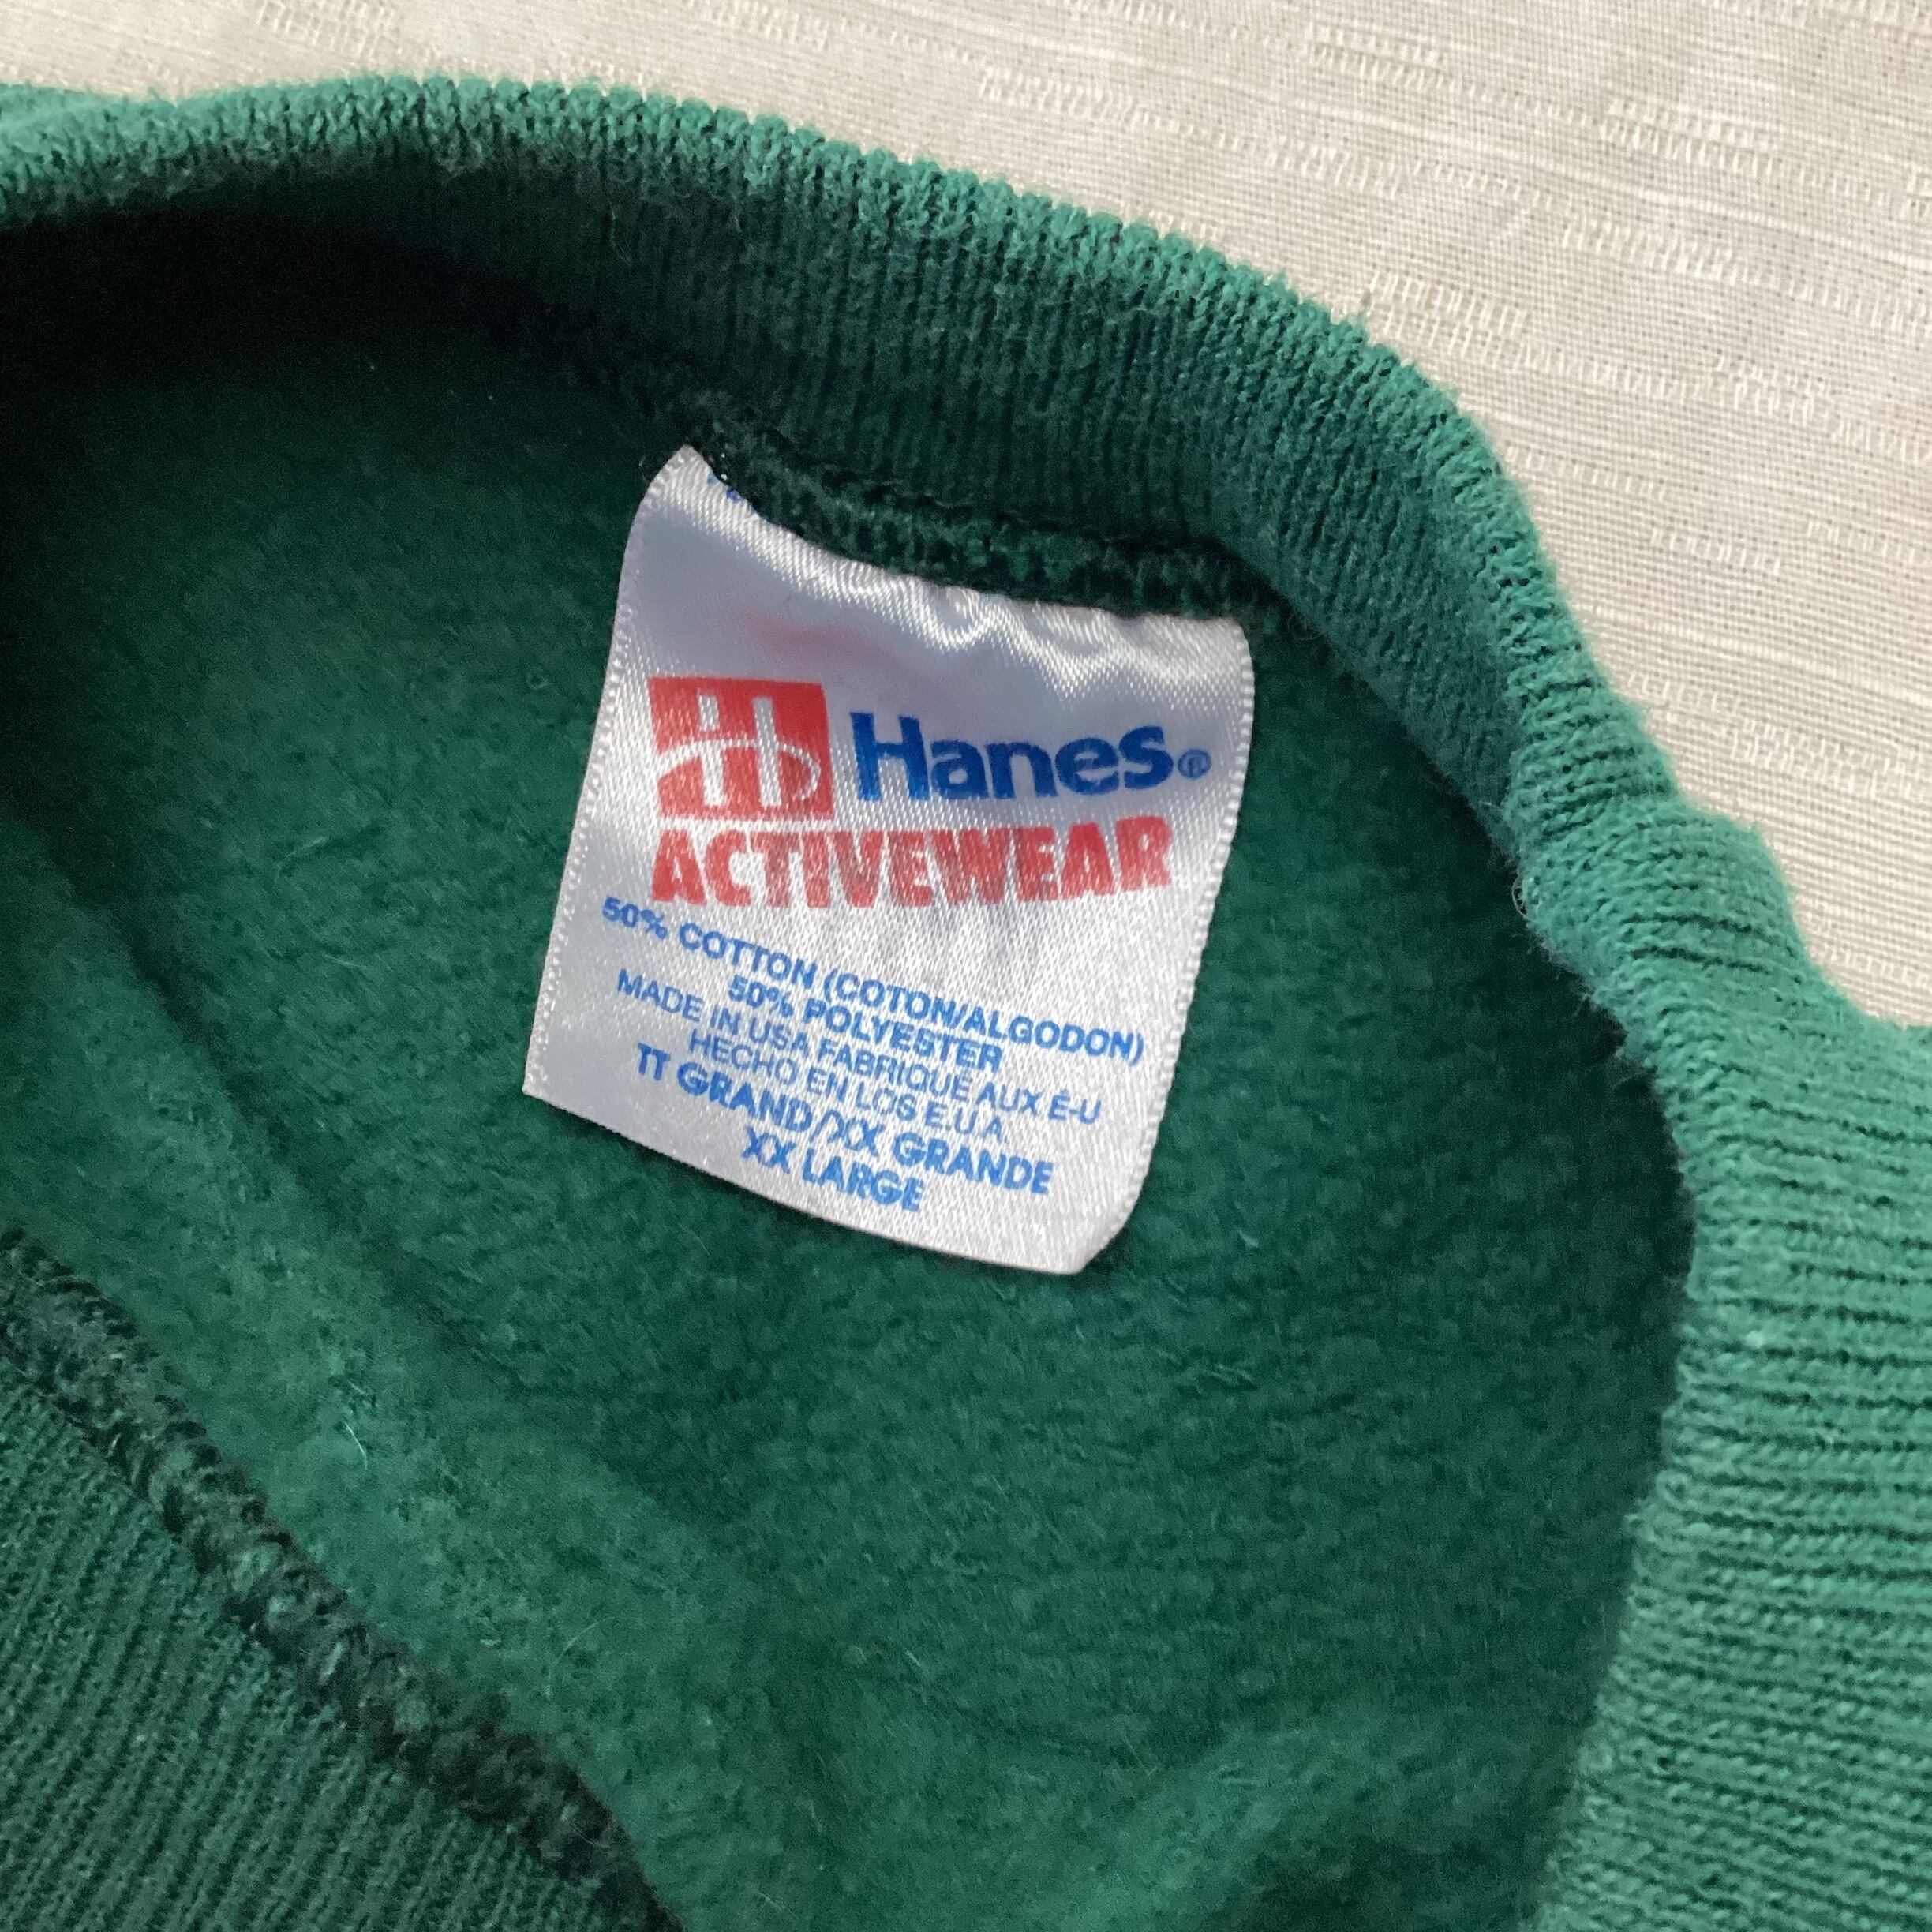 Hanes®
ACTIVEWEAR
50% COTTON (COTON/ALGODON)
50% POLYESTER
MADE IN USA FABRIQUÉ AUX É-U
HECHO EN LOS E.U.A.
TT GRAND/XX GRANDE
XX LARGE